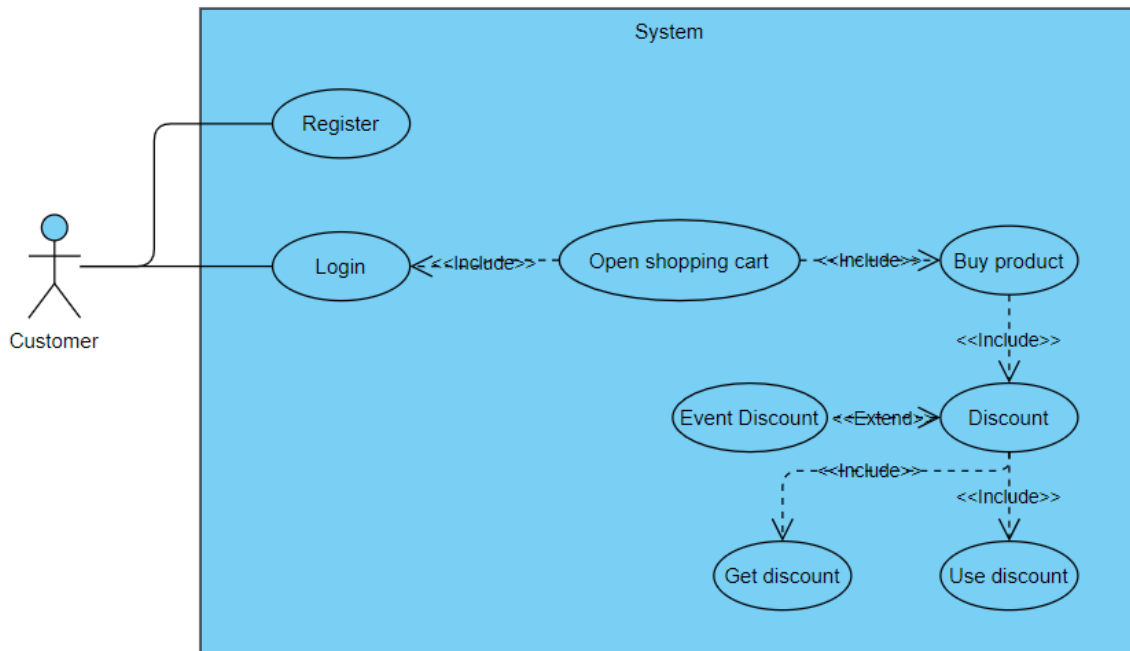 System
Register
Login
<<Include>>
Open shopping cart
<<Include>>
Buy product
Customer
<<Include>>
Event Discount
<<Extend>>
Discount
<<Include>>
<<Include>>
Get discount
Use discount